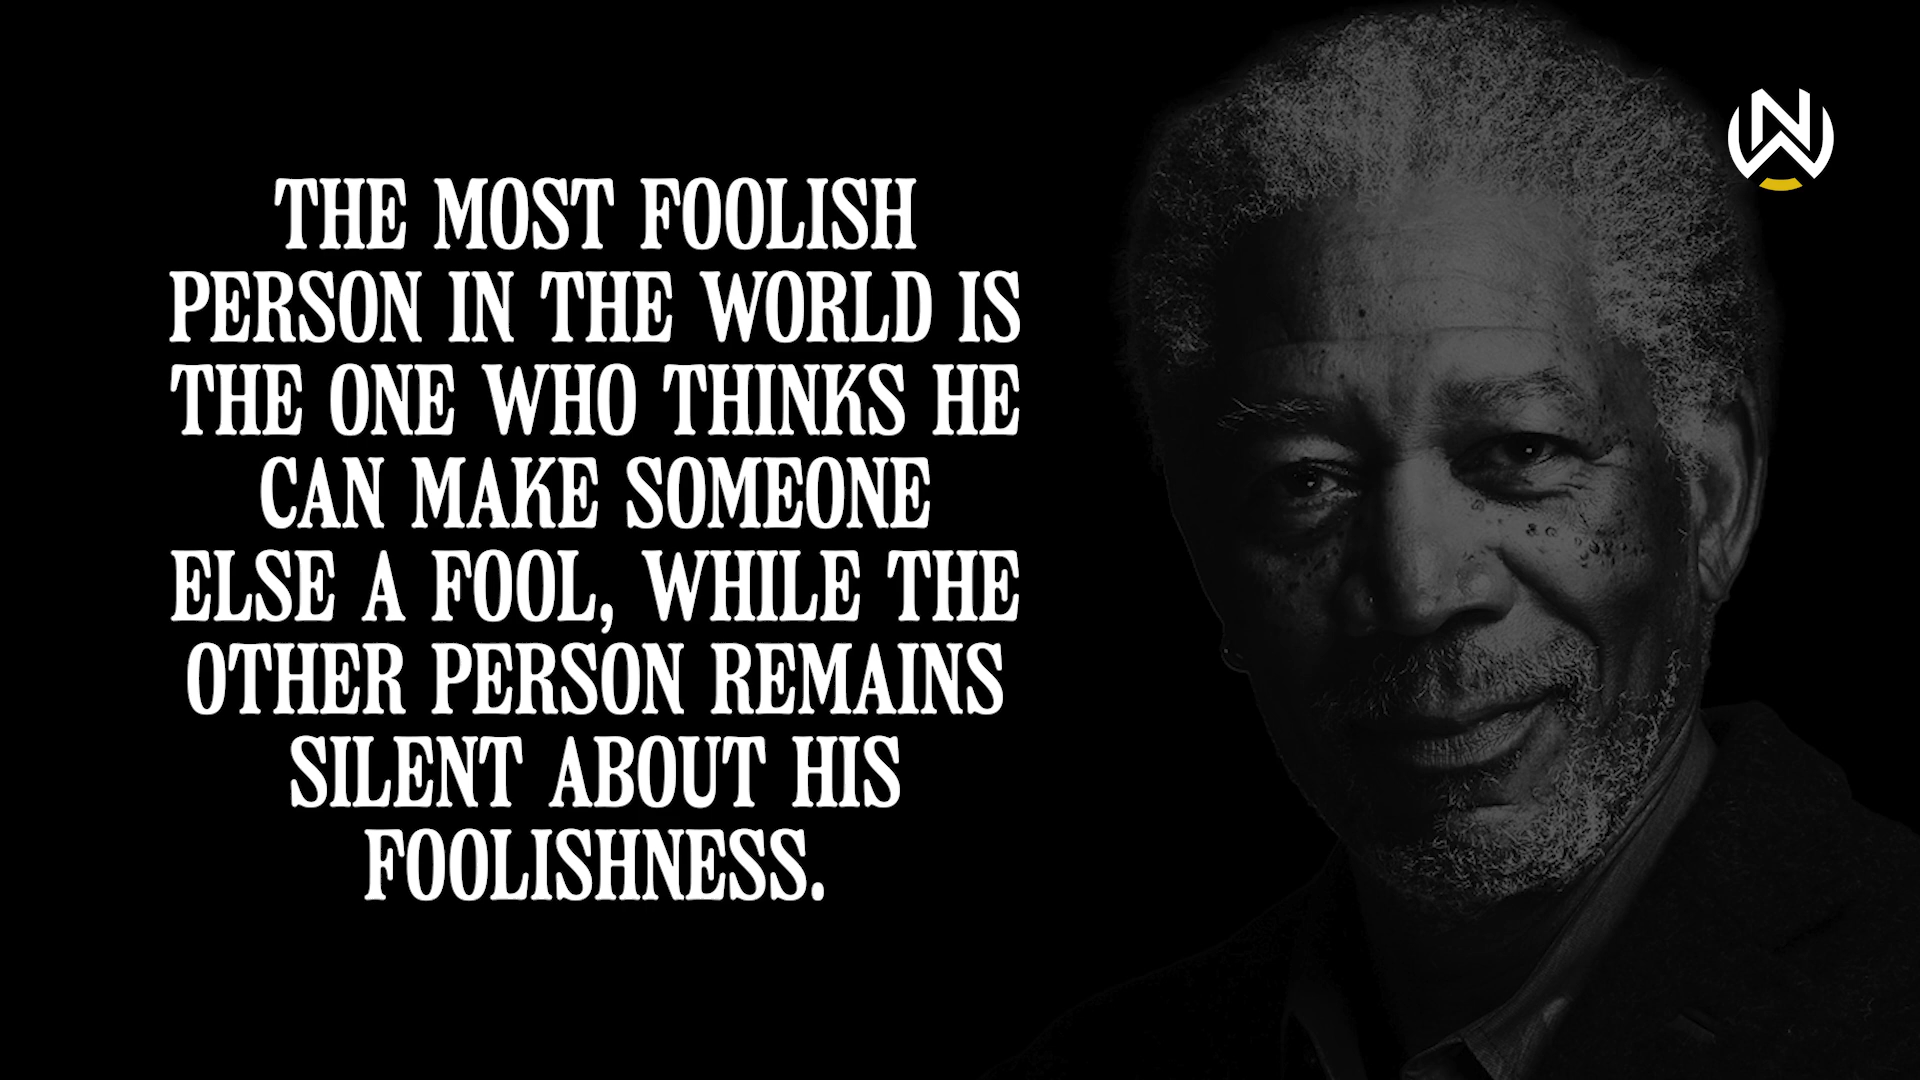 THE MOST FOOLISH
PERSON IN THE WORLD IS
THE ONE WHO THINKS HE
CAN MAKE SOMEONE
ELSE A FOOL, WHILE THE
OTHER PERSON REMAINS
SILENT ABOUT HIS
FOOLISHNESS.